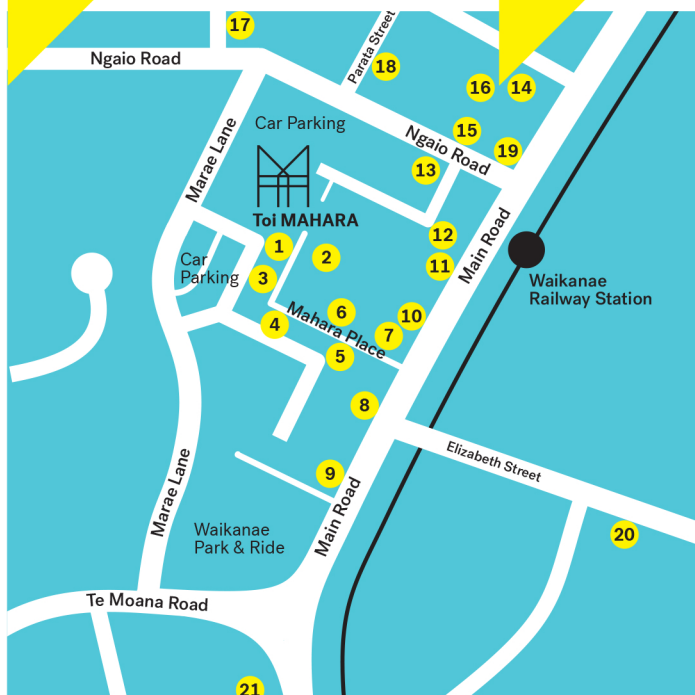 17
Ngaio Road
Parata Street
18
16
14
Car Parking
Marae Lane
15
Ngaio Road
19
13
Toi MAHARA
12
Main Road
1
2
Car
Parking
3
11
Waikanae
Railway Station
6
10
4
Mahara Place
7
5
8
Elizabeth Street
9
Marae Lane
Main Road
Waikanae
Park & Ride
20
Te Moana Road
21